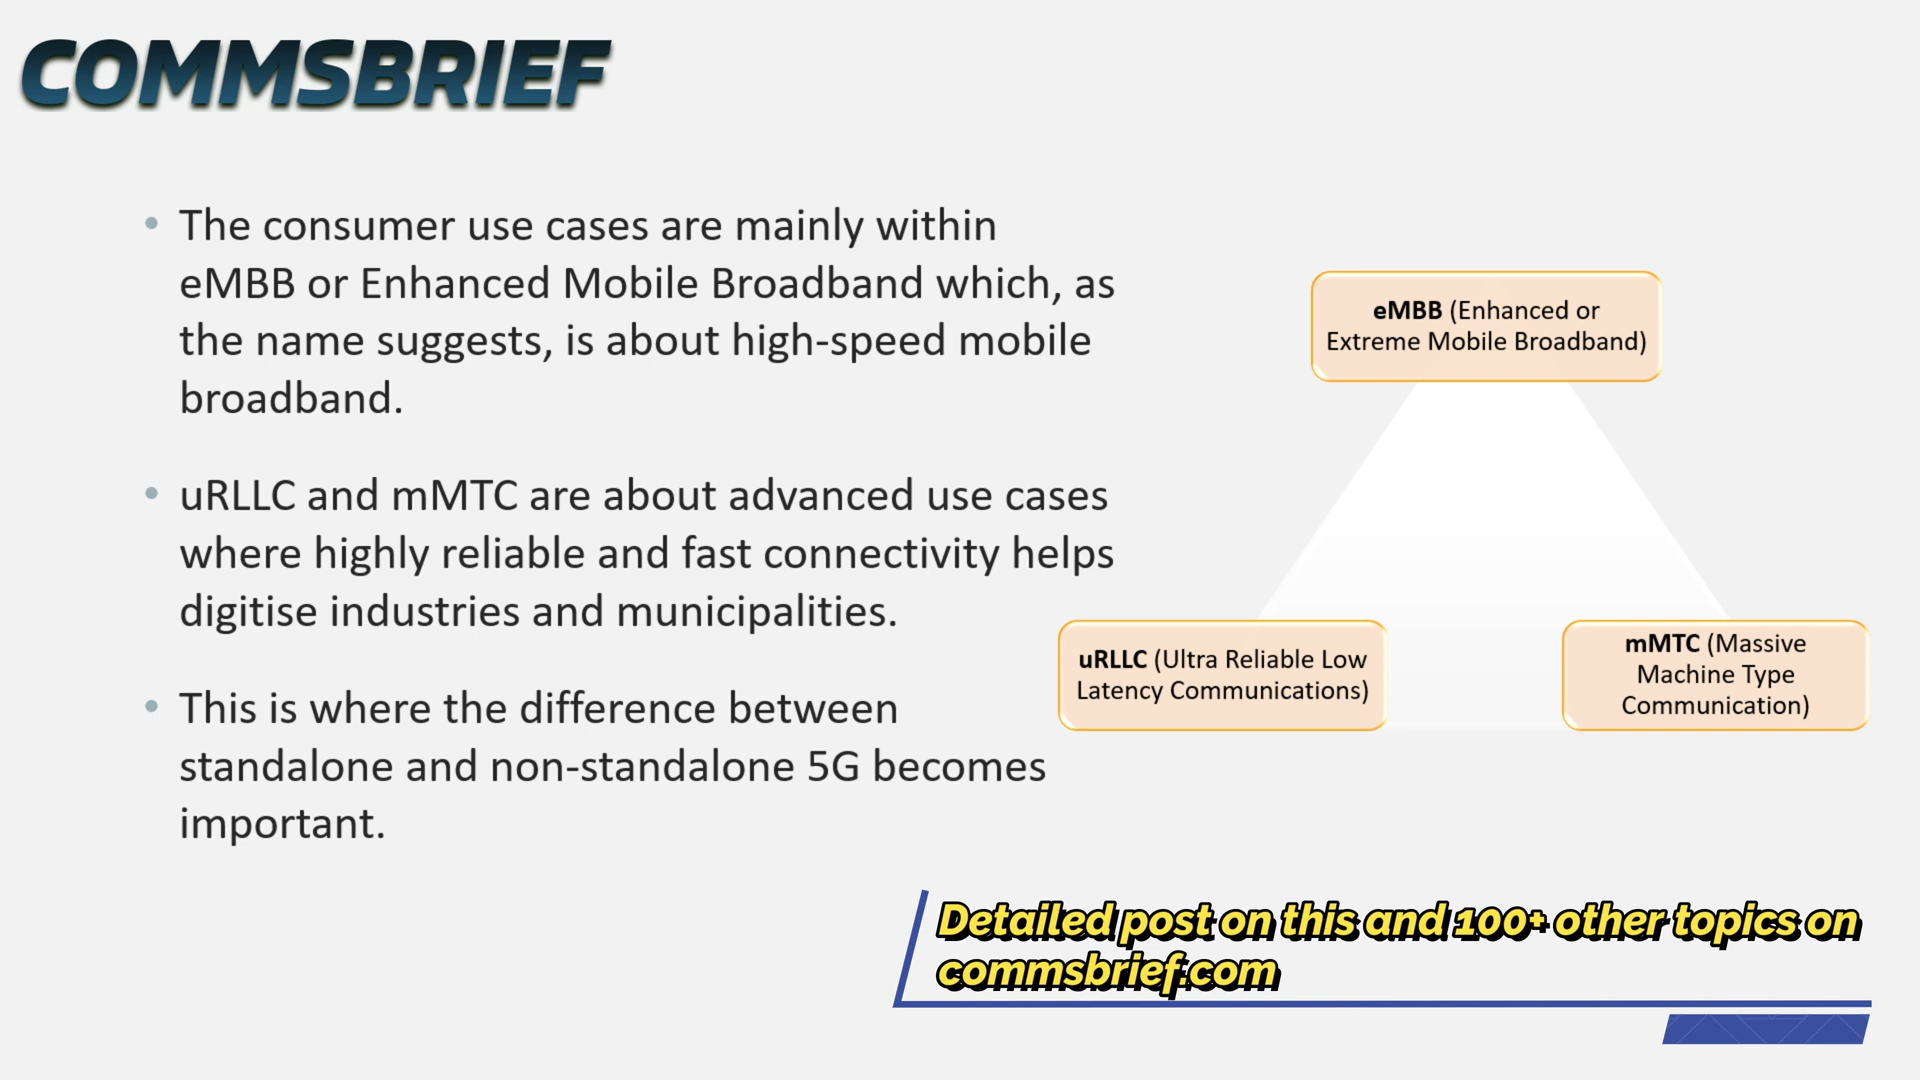 COMMSBRIEF
• The consumer use cases are mainly within
eMBB or Enhanced Mobile Broadband which, as
the name suggests, is about high-speed mobile
broadband.
• uRLLC and mMTC are about advanced use cases
where highly reliable and fast connectivity helps
digitise industries and municipalities.
• This is where the difference between
standalone and non-standalone 5G becomes
important.
eMBB (Enhanced or
Extreme Mobile Broadband)
uRLLC (Ultra Reliable Low
Latency Communications)
mMTC (Massive
Machine Type
Communication)
Detailed post on this and 100+ other topics on
commsbrief.com